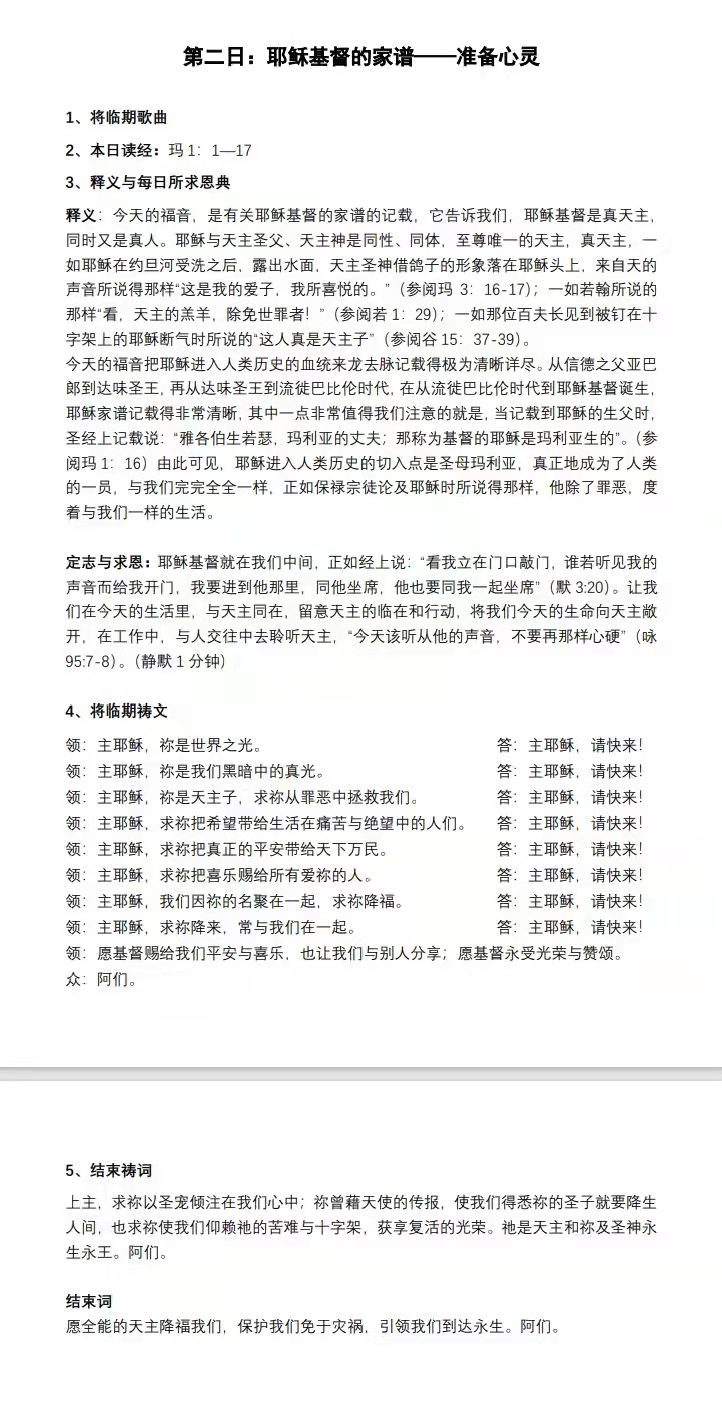 第二日：耶稣基督的家谱——准备心灵
1、将临期歌曲
2、本日读经：玛 1：1—17
3、释义与每日所求恩典
释义：今天的福音，是有关耶稣基督的家谱的记载，它告诉我们，耶稣基督是真天主，
同时又是真人。耶稣与天主圣父、天主神是同性、同体，至尊唯一的天主，真天主，一
如耶稣在约旦河受洗之后，露出水面，天主圣神借鸽子的形象落在耶稣头上，来自天的
声音所说得那样“这是我的爱子，我所喜悦的。”（参阅玛 3：16-17）；一如若翰所说的
那样“看，天主的羔羊，除免世罪者！”（参阅若 1：29）；一如那位百夫长见到被钉在十
字架上的耶稣断气时所说的“这人真是天主子”（参阅谷 15：37-39）。
今天的福音把耶稣进入人类历史的血统来龙去脉记载得极为清晰详尽。从信德之父亚巴
郎到达味圣王，再从达味圣王到流徙巴比伦时代，在从流徙巴比伦时代到耶稣基督诞生，
耶稣家谱记载得非常清晰，其中一点非常值得我们注意的就是，当记载到耶稣的生父时，
圣经上记载说：“雅各伯生若瑟，玛利亚的丈夫；那称为基督的耶稣是玛利亚生的”。（参
阅玛 1：16）由此可见，耶稣进入人类历史的切入点是圣母玛利亚，真正地成为了人类
的一员，与我们完完全全一样，正如保禄宗徒论及耶稣时所说得那样，他除了罪恶，度
着与我们一样的生活。
定志与求恩：耶稣基督就在我们中间，正如经上说：“看我立在门口敲门，谁若听见我的
声音而给我开门，我要进到他那里，同他坐席，他也要同我一起坐席”（默 3:20）。让我
们在今天的生活里，与天主同在，留意天主的临在和行动，将我们今天的生命向天主敞
开，在工作中，与人交往中去聆听天主，“今天该听从他的声音，不要再那样心硬”（咏
95:7-8）。（静默 1 分钟）
4、将临期祷文
领：主耶稣，祢是世界之光。 答：主耶稣，请快来！
领：主耶稣，祢是我们黑暗中的真光。 答：主耶稣，请快来！
领：主耶稣，祢是天主子，求祢从罪恶中拯救我们。 答：主耶稣，请快来！
领：主耶稣，求祢把希望带给生活在痛苦与绝望中的人们。 答：主耶稣，请快来！
领：主耶稣，求祢把真正的平安带给天下万民。 答：主耶稣，请快来！
领：主耶稣，求祢把喜乐赐给所有爱祢的人。 答：主耶稣，请快来！
领：主耶稣，我们因祢的名聚在一起，求祢降福。 答：主耶稣，请快来！
领：主耶稣，求祢降来，常与我们在一起。 答：主耶稣，请快来！
领：愿基督赐给我们平安与喜乐，也让我们与别人分享；愿基督永受光荣与赞颂。
众：阿们。
5、结束祷词
上主，求祢以圣宠倾注在我们心中；祢曾藉天使的传报，使我们得悉祢的圣子就要降生
人间，也求祢使我们仰赖祂的苦难与十字架，获享复活的光荣。祂是天主和祢及圣神永
生永王。阿们。
结束词
愿全能的天主降福我们，保护我们免于灾祸，引领我们到达永生。阿们。